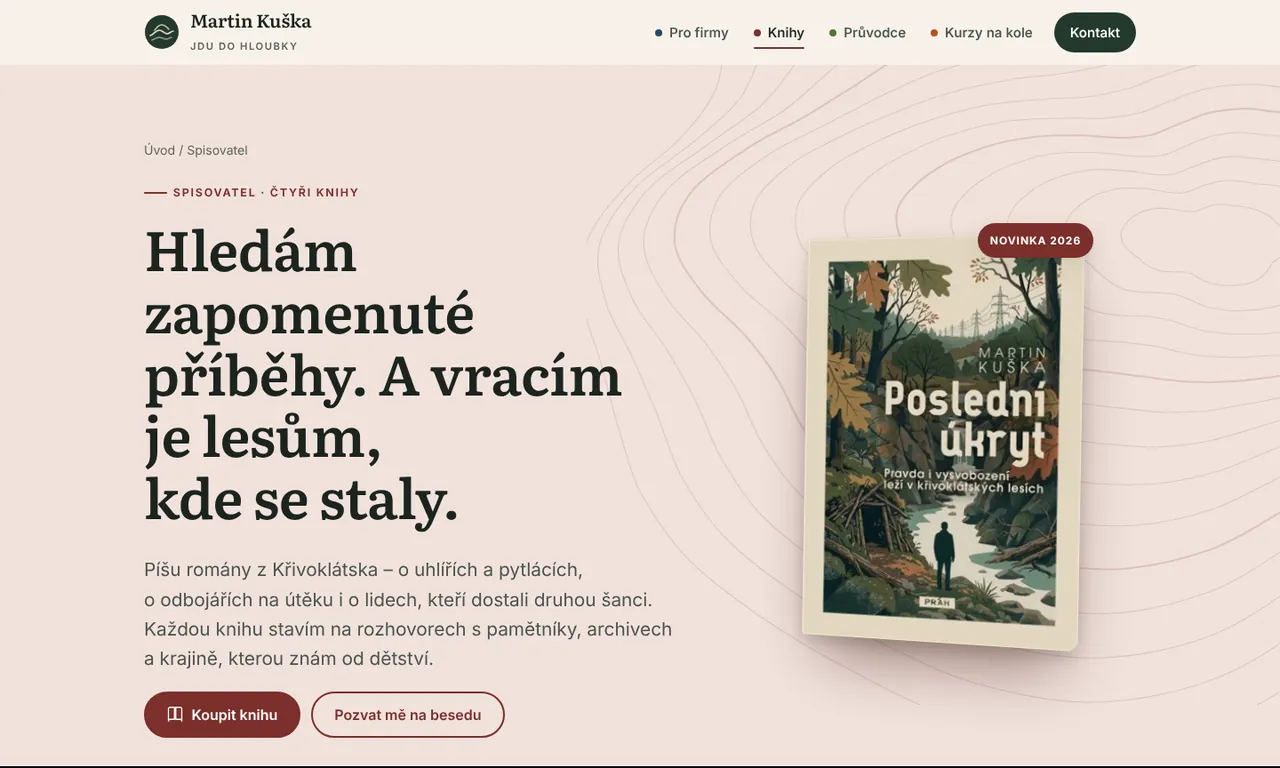 Martin Kuška
JDU DO HLOUBKY
Pro firmy
Knihy
Průvodce
Kurzy na kole
Kontakt
Úvod / Spisovatel
SPISOVATEL · ČTYŘI KNIHY
Hledám
zapomenuté
příběhy. A vracím
je lesům,
kde se staly.
Píšu romány z Křivoklátska – o uhlířích a pytlácích,
o odbojářích na útěku i o lidech, kteří dostali druhou šanci.
Každou knihu stavím na rozhovorech s pamětníky, archivech
a krajině, kterou znám od dětství.
Koupit knihu
Pozvat mě na besedu
NOVINKA 2026
MARTIN
KUŠKA
Poslední
úkryt
Pravda i vysvobození
leží v křivoklátských lesích
PRÁH